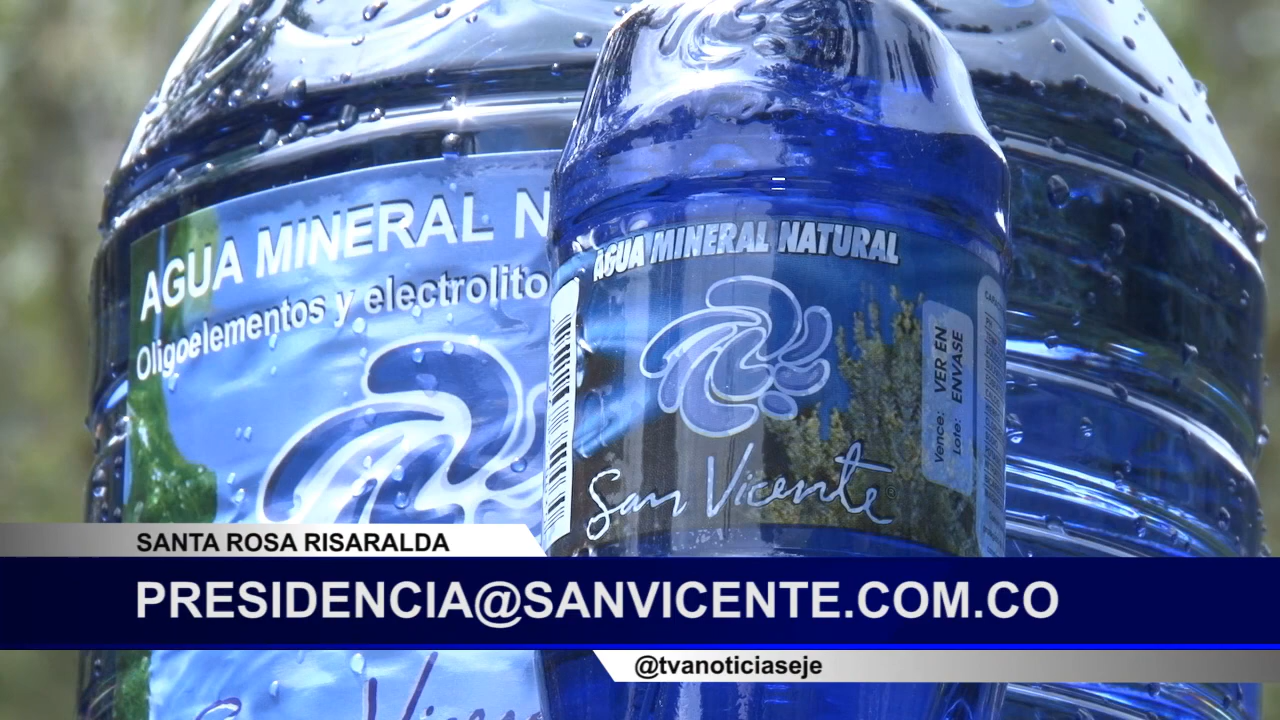 AGUA MINERAL N
Oligoelementos y electrolito
AGUA MINERAL NATURAL
San Vicente
Vence: VER EN
Lote: ENVASE
SANTA ROSA RISARALDA
PRESIDENCIA@SANVICENTE.COM.CO
@tvanoticiaseje